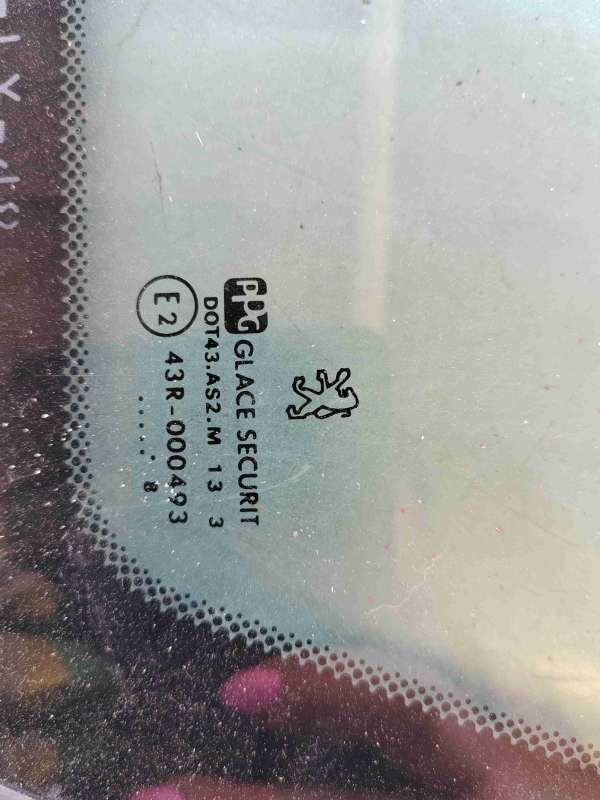 PPG GLACE SECURIT
DOT43.AS2.M 13 3
E2 43R-000493
...... 8